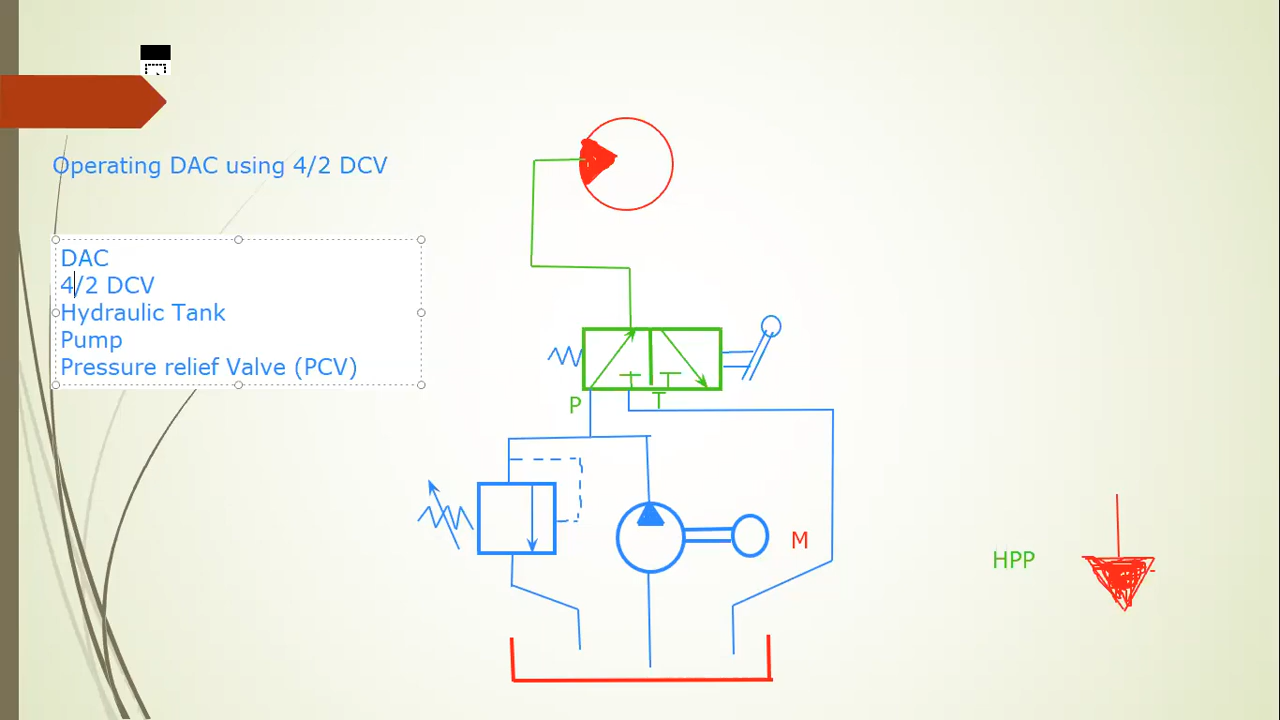 Operating DAC using 4/2 DCV
DAC
4/2 DCV
Hydraulic Tank
Pump
Pressure relief Valve (PCV)
P
T
M
HPP